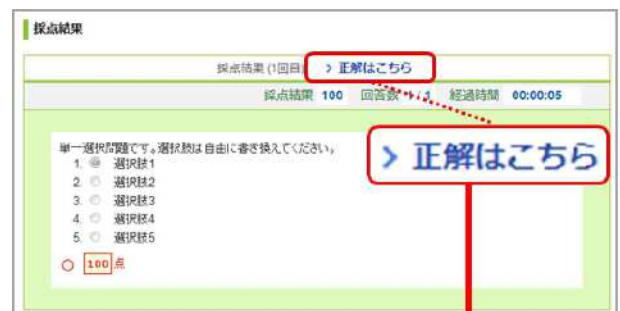 採点結果
採点結果 (1回目) > 正解はこちら
採点結果 100 回答数 1 / 1 経過時間 00:00:05
> 正解はこちら
単一選択問題です。選択肢は自由に書き換えてください。
1. 選択肢1
2. 選択肢2
3. 選択肢3
4. 選択肢4
5. 選択肢5
○ 100 点